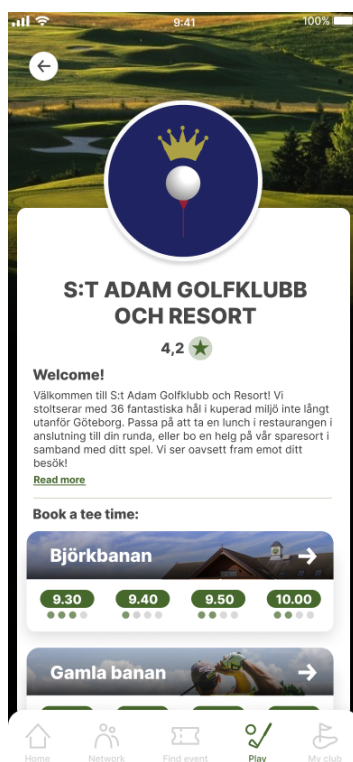 9:41
100%
S:T ADAM GOLFKLUBB
OCH RESORT
4,2
Welcome!
Välkommen till S:t Adam Golfklubb och Resort! Vi
stoltserar med 36 fantastiska hål i kuperad miljö inte långt
utanför Göteborg. Passa på att ta en lunch i restaurangen i
anslutning till din runda, eller bo en helg på vår sparesort i
samband med ditt spel. Vi ser oavsett fram emot ditt
besök!
Read more
Book a tee time:
Björkbanan
9.30 9.40 9.50 10.00
Gamla banan
Home Network Find event Play My club